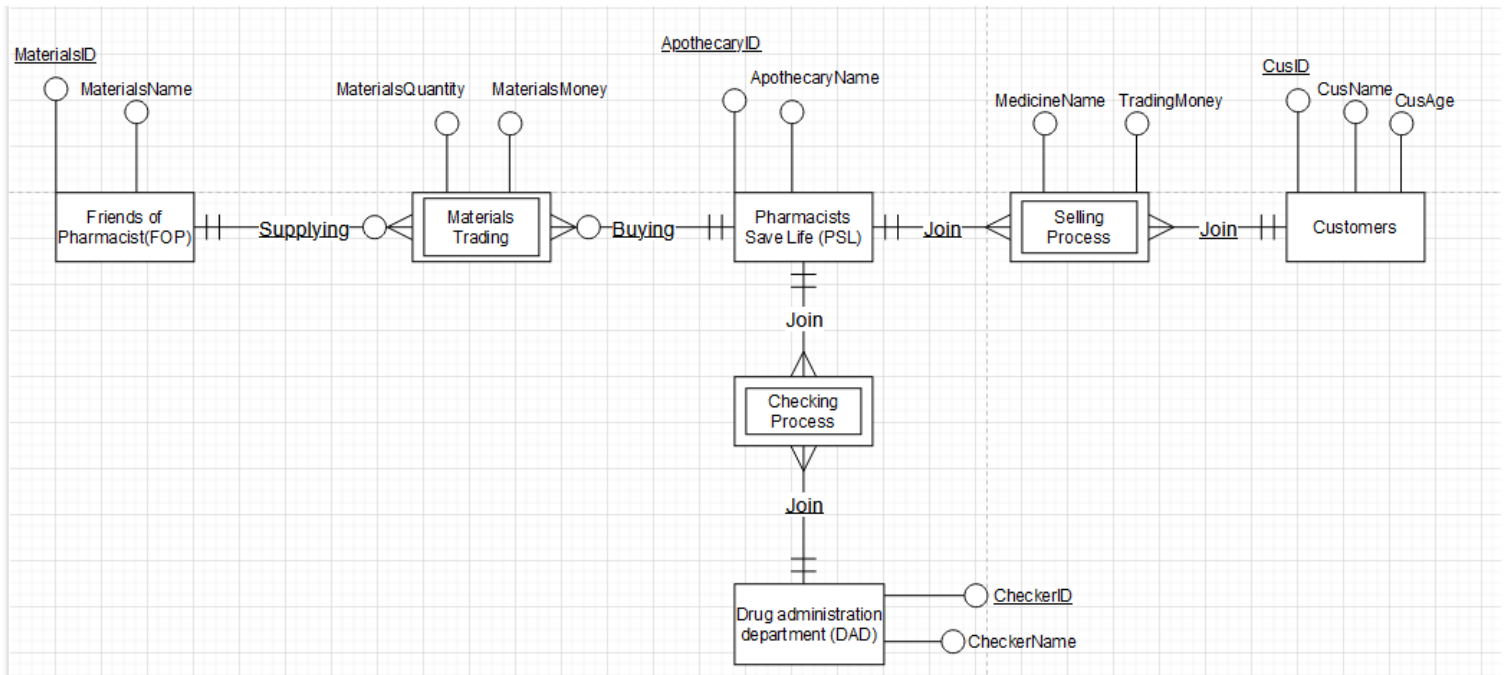 MaterialsID
MaterialsName
MaterialsQuantity
MaterialsMoney
ApothecaryID
ApothecaryName
MedicineName
TradingMoney
CusID
CusName
CusAge
Friends of
Pharmacist(FOP)
Supplying
Materials
Trading
Buying
Pharmacists
Save Life (PSL)
Join
Selling
Process
Join
Customers
Join
Checking
Process
Join
Drug administration
department (DAD)
CheckerID
CheckerName